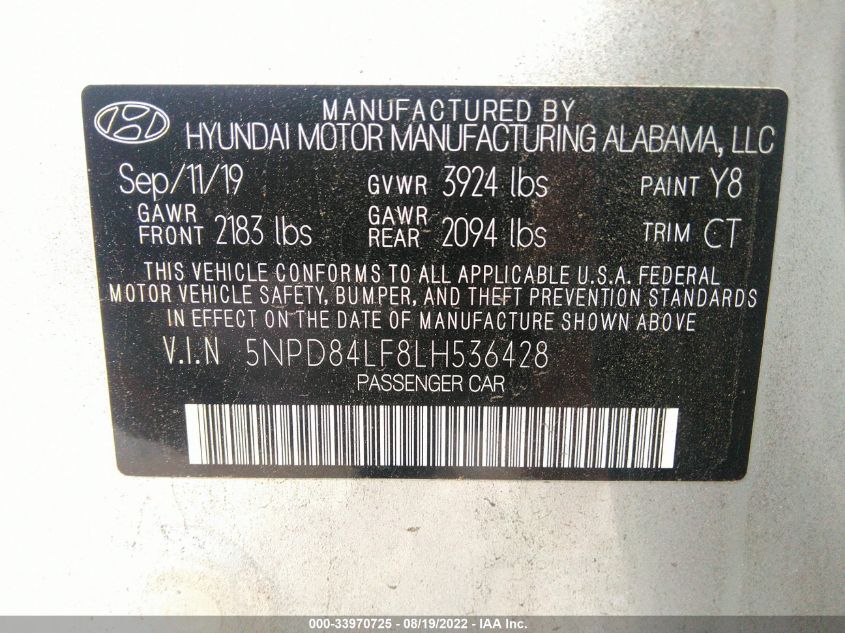 MANUFACTURED BY
HYUNDAI MOTOR MANUFACTURING ALABAMA, LLC
Sep/11/19 GVWR 3924 lbs PAINT Y8
GAWR FRONT 2183 lbs GAWR REAR 2094 lbs TRIM CT
THIS VEHICLE CONFORMS TO ALL APPLICABLE U.S.A. FEDERAL
MOTOR VEHICLE SAFETY, BUMPER, AND THEFT PREVENTION STANDARDS
IN EFFECT ON THE DATE OF MANUFACTURE SHOWN ABOVE
V.I.N 5NPD84LF8LH536428
PASSENGER CAR
000-33970725 - 08/19/2022 - IAA Inc.